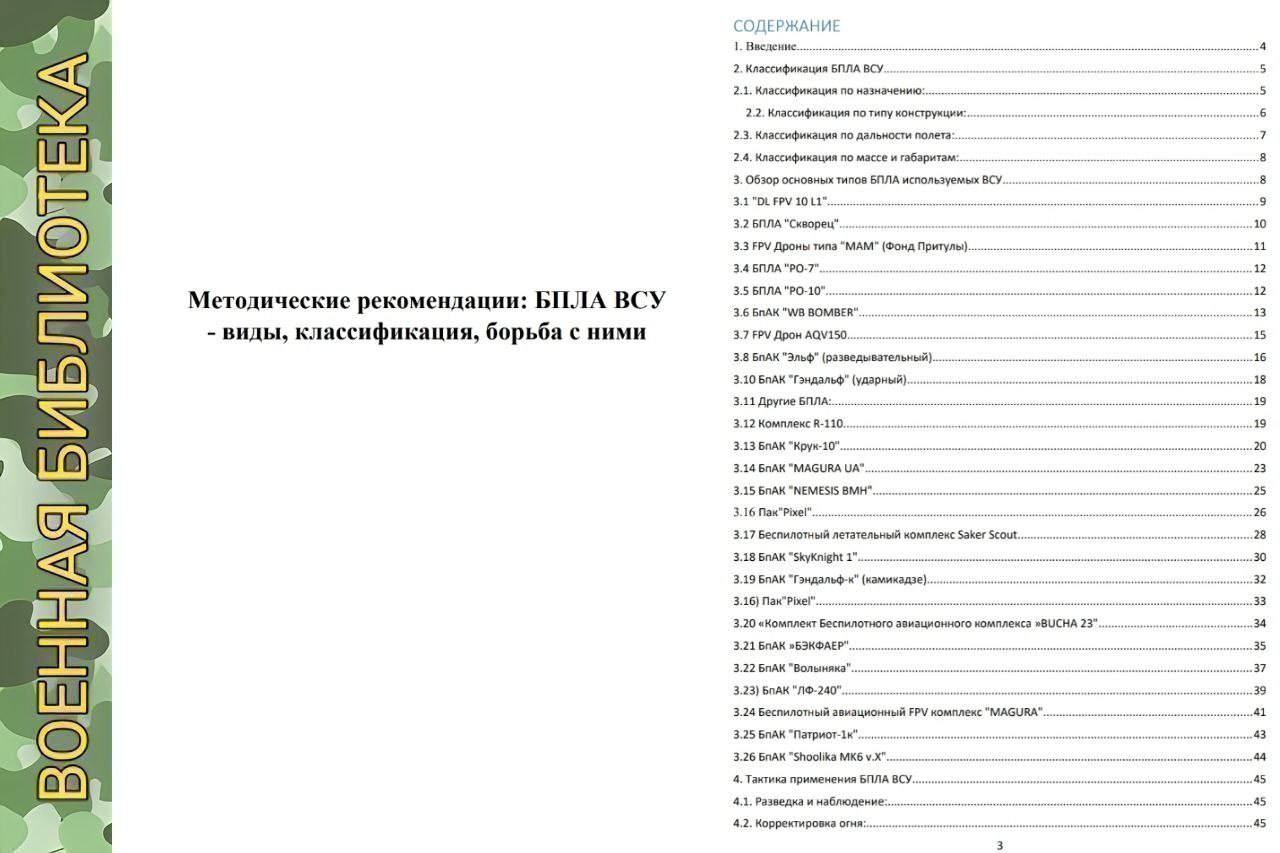 ВОЕННАЯ БИБЛИОТЕКА
Методические рекомендации: БПЛА ВСУ
- виды, классификация, борьба с ними
СОДЕРЖАНИЕ
1. Введение 4
2. Классификация БПЛА ВСУ 5
2.1. Классификация по назначению: 5
2.2. Классификация по типу конструкции: 6
2.3. Классификация по дальности полета: 7
2.4. Классификация по массе и габаритам: 8
3. Обзор основных типов БПЛА используемых ВСУ 8
3.1 "DL FPV 10 L1" 9
3.2 БПЛА "Скворец" 10
3.3 FPV Дроны типа "МАМ" (Фонд Притулы) 11
3.4 БПЛА "РО-7" 12
3.5 БПЛА "РО-10" 12
3.6 БпАК "WB BOMBER" 13
3.7 FPV Дрон AQV150 15
3.8 БпАК "Эльф" (разведывательный) 16
3.10 БпАК "Гэндальф" (ударный) 18
3.11 Другие БПЛА: 19
3.12 Комплекс R-110 19
3.13 БпАК "Крук-10" 20
3.14 БпАК "MAGURA UA" 23
3.15 БпАК "NEMESIS BMH" 25
3.16 Пак"Pixel" 26
3.17 Беспилотный летательный комплекс Saker Scout 28
3.18 БпАК "SkyKnight 1" 30
3.19 БпАК "Гэндальф-к" (камикадзе) 32
3.16) Пак"Pixel" 33
3.20 «Комплект Беспилотного авиационного комплекса »BUCHA 23" 34
3.21 БпАК »БЭКФАЕР" 35
3.22 БпАК "Волыняка" 37
3.23) БпАК "ЛФ-240" 39
3.24 Беспилотный авиационный FPV комплекс "MAGURA" 41
3.25 БпАК "Патриот-1к" 43
3.26 БпАК "Shoolika MK6 v.X" 44
4. Тактика применения БПЛА ВСУ 45
4.1. Разведка и наблюдение: 45
4.2. Корректировка огня: 45
3